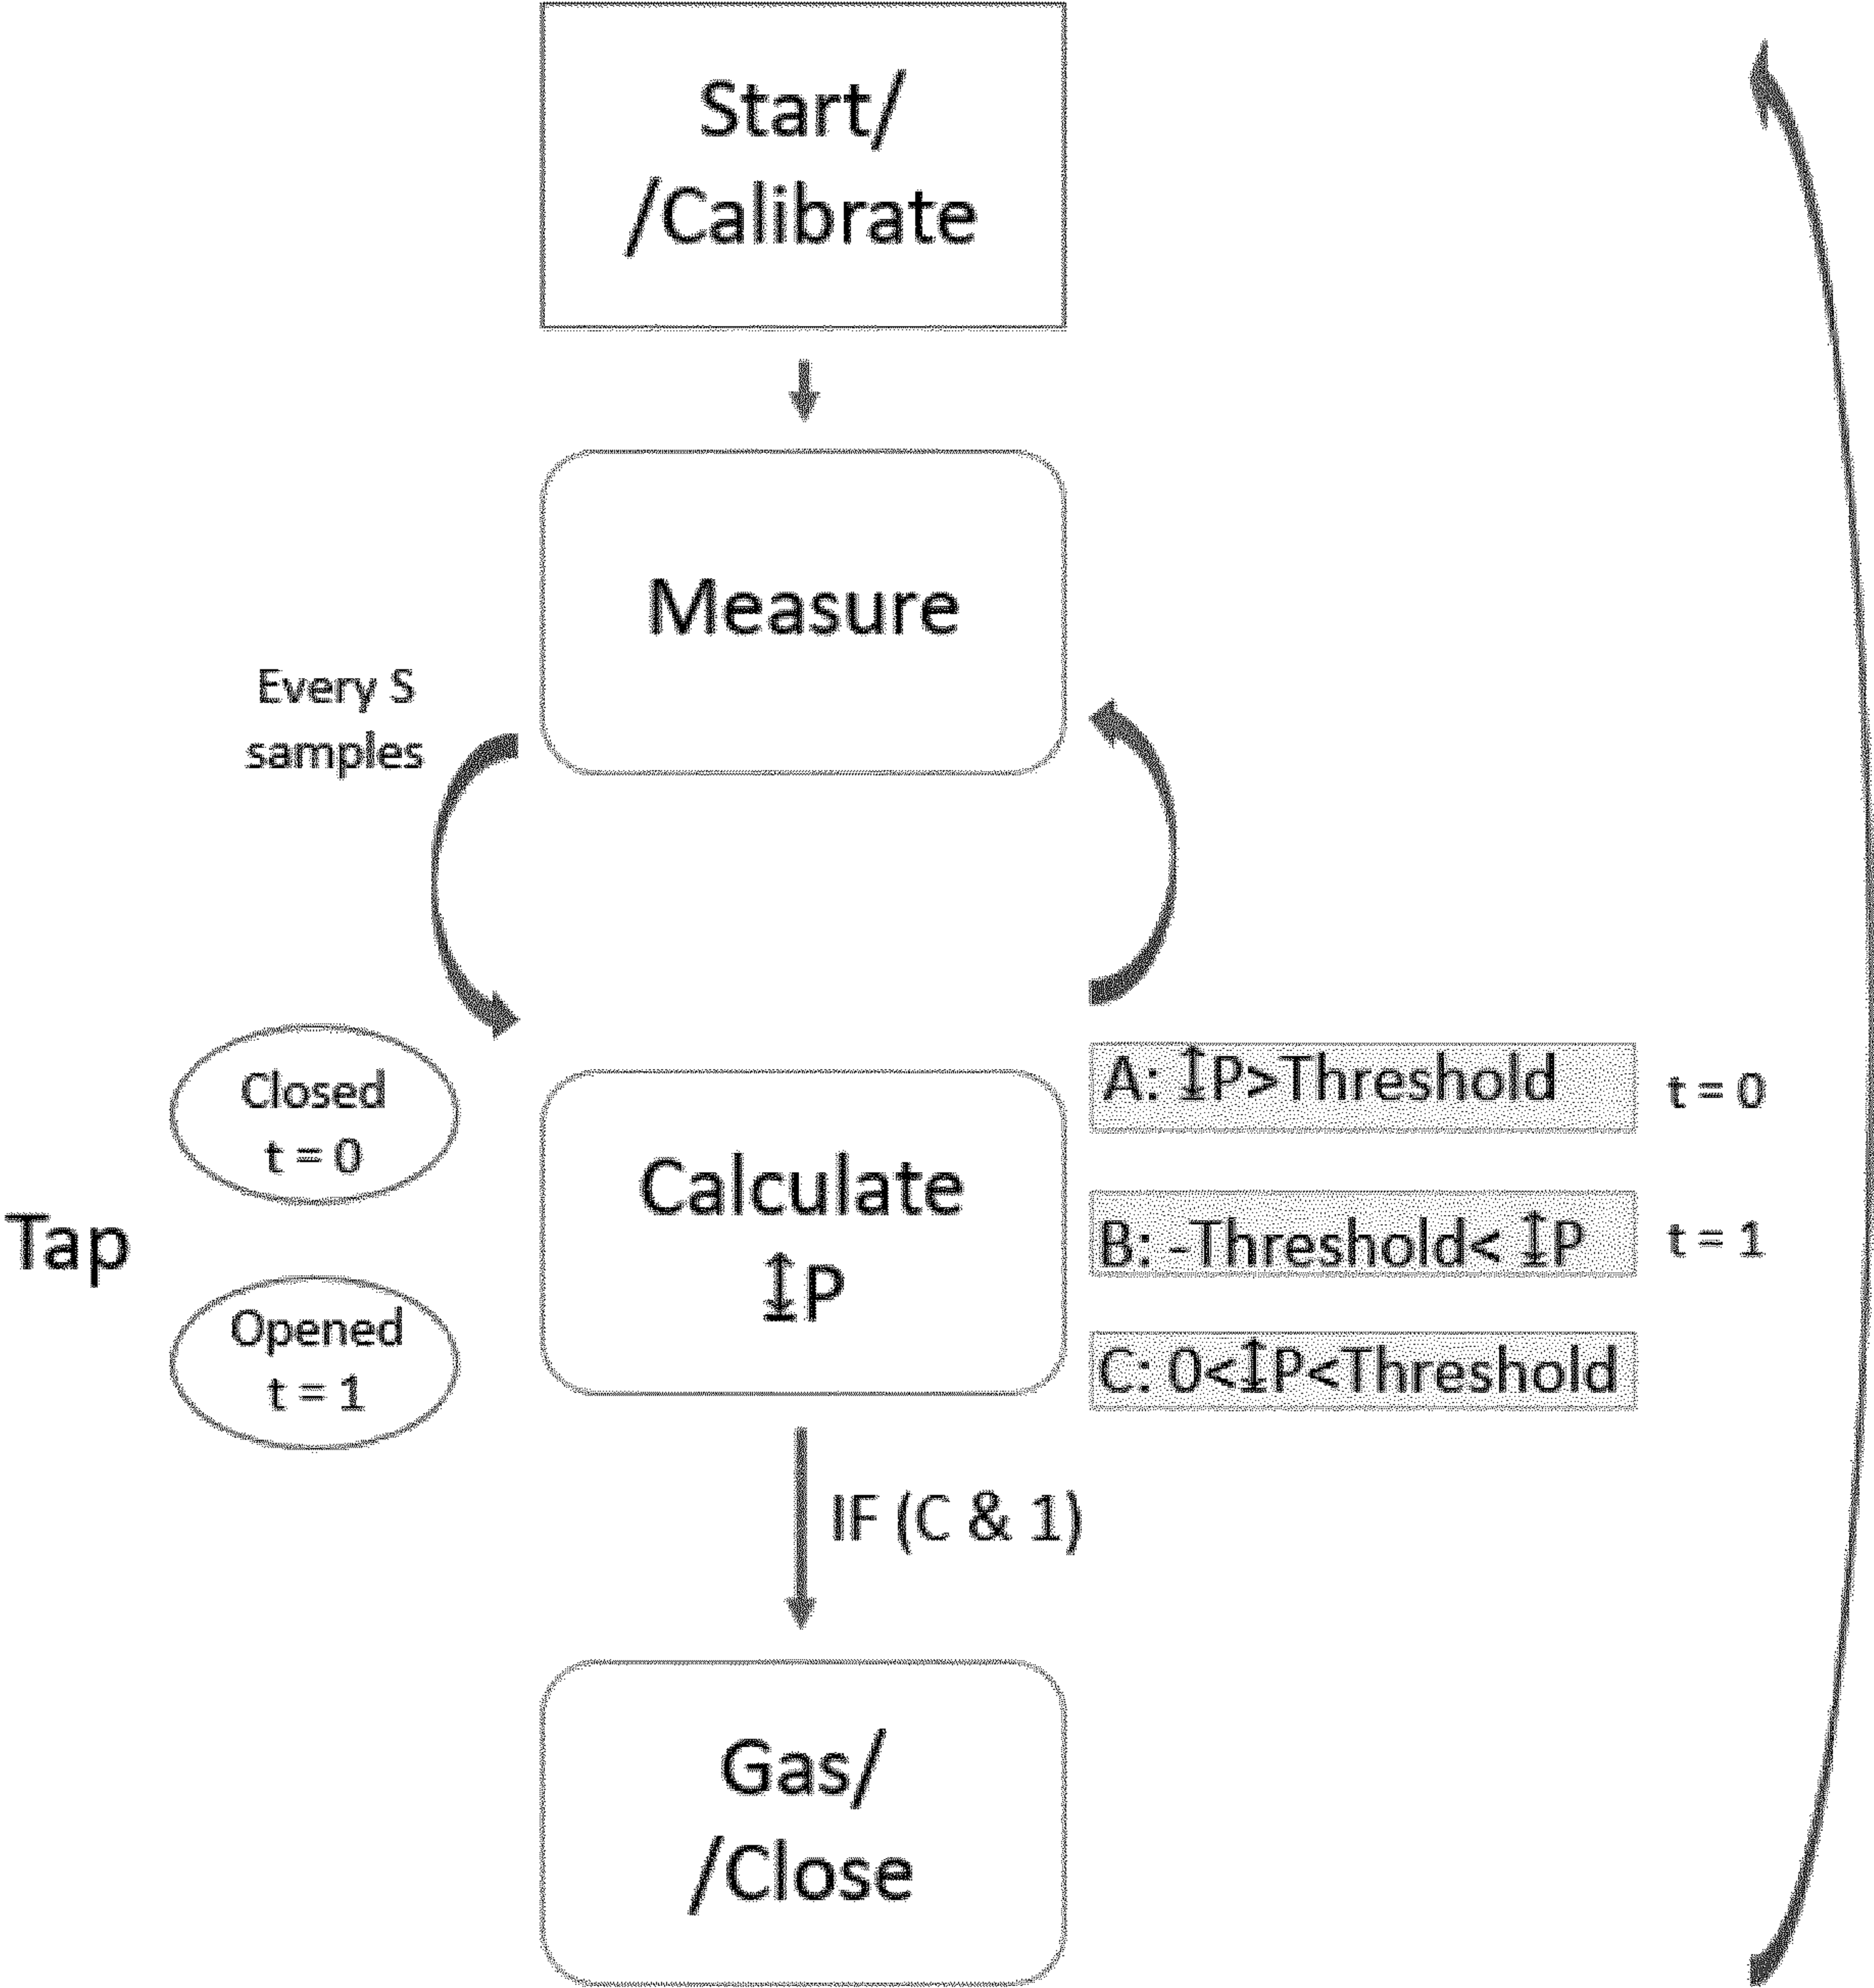 Start/
/Calibrate
Measure
Every S
samples
Closed
t = 0
Tap
Opened
t = 1
Calculate
↨P
A: ↨P>Threshold
t = 0
B: -Threshold< ↨P
t = 1
C: 0<↨P<Threshold
IF (C & 1)
Gas/
/Close